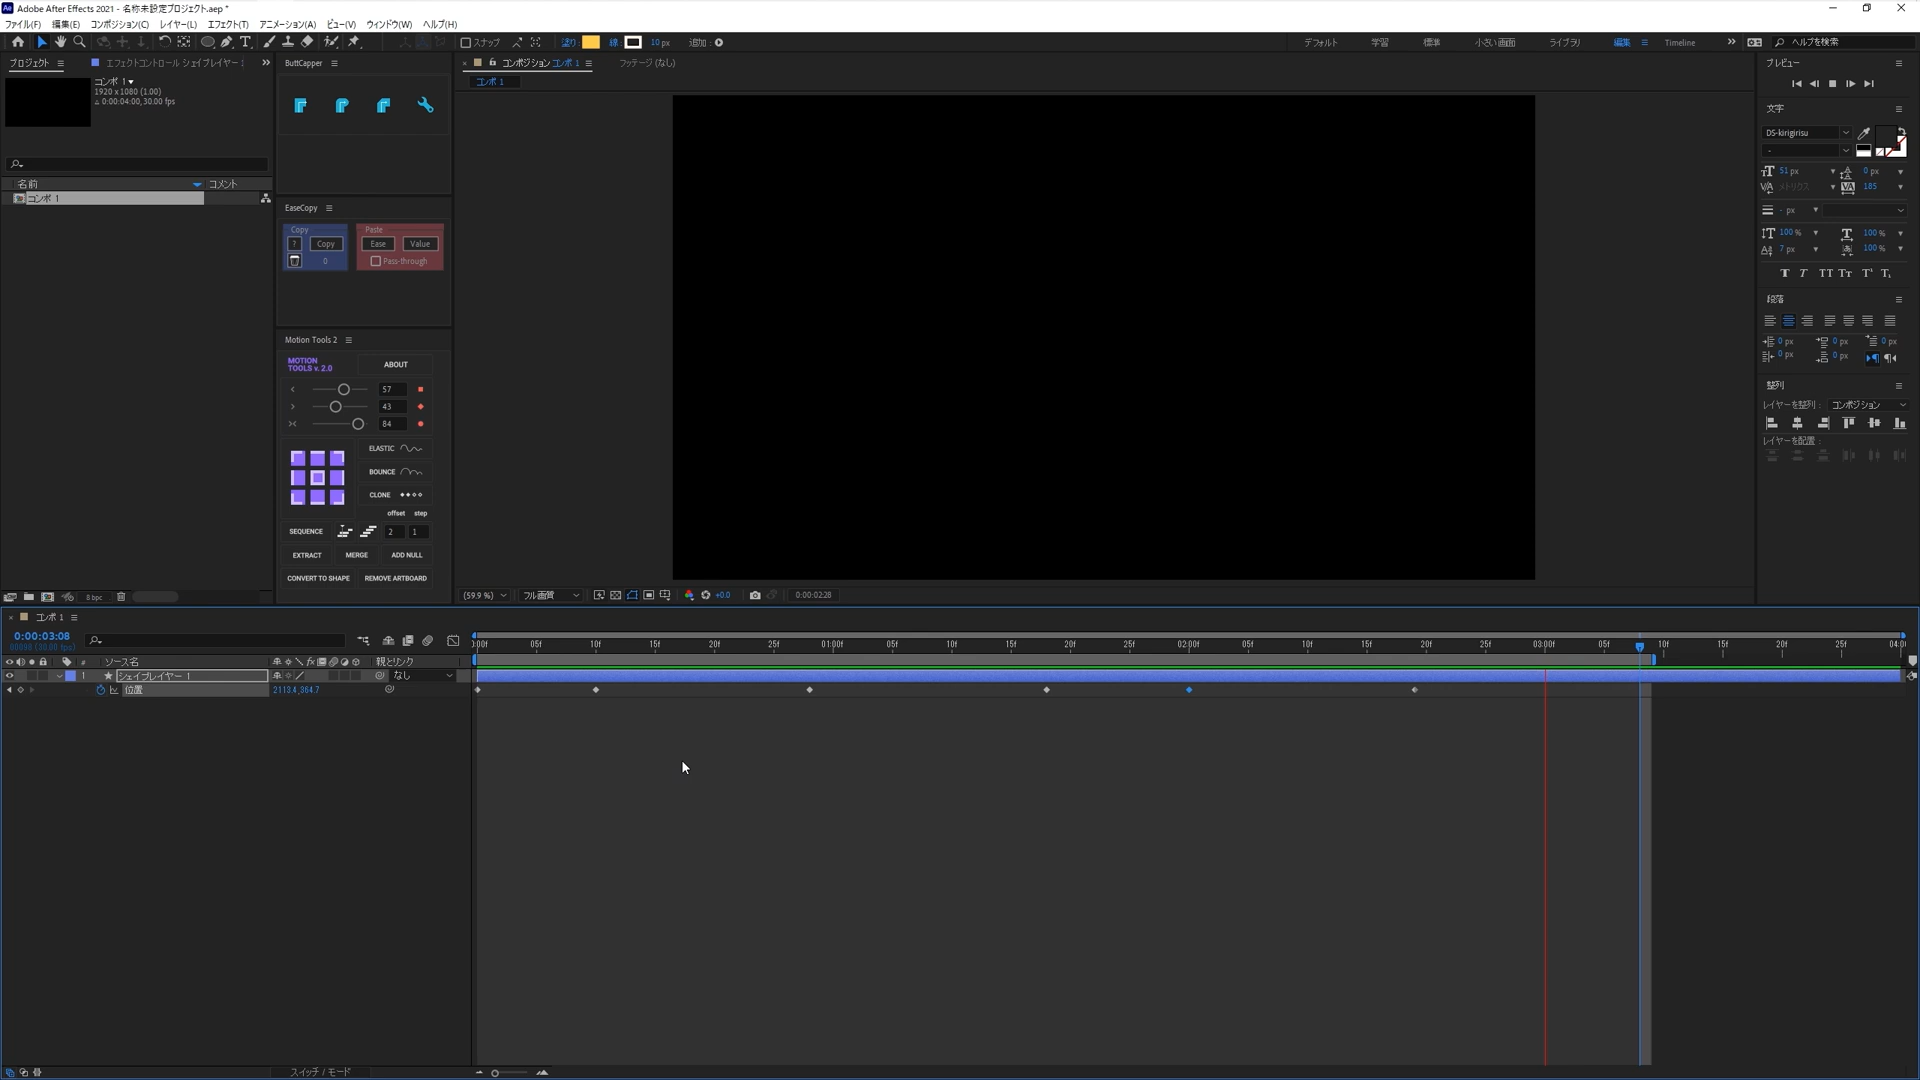 Adobe After Effects 2021 - 名称未設定プロジェクト.aep *
ファイル(F) 編集(E) コンポジション(C) レイヤー(L) エフェクト(T) アニメーション(A) ビュー(V) ウィンドウ(W) ヘルプ(H)
スナップ 塗り 線 10 px 追加: デフォルト 学習 標準 小さい画面 ライブラリ 編集 Timeline ヘルプを検索
プロジェクト エフェクトコントロール シェイプレイヤー
コンポ 1
1920 x 1080 (1.00)
Δ 0:00:04:00, 30.00 fps
名前 コメント
コンポ 1
8 bpc
ButtCapper
EaseCopy
Copy Paste
? Copy Ease Value
0 Pass-through
Motion Tools 2
MOTION TOOLS v. 2.0
ABOUT
57
43
84
ELASTIC
BOUNCE
CLONE
offset step
SEQUENCE 2 1
EXTRACT MERGE ADD NULL
CONVERT TO SHAPE REMOVE ARTBOARD
コンポジション コンポ 1 フッテージ (なし)
コンポ 1
(59.9 %) フル画質 +0.0 0:00:02:28
プレビュー
文字
DS-kirigirisu
-
51 px 0 px
メトリクス 185
- px
100 % 100 %
7 px 100 %
T T TT Tr T¹ T₁
段落
0 px 0 px 0 px
0 px 0 px
整列
レイヤーを整列 : コンポジション
レイヤーを配置 :
コンポ 1
0:00:03:08
00098 (30.00 fps)
:00f 05f 10f 15f 20f 25f 01:00f 05f 10f 15f 20f 25f 02:00f 05f 10f 15f 20f 25f 03:00f 05f 10f 15f 20f 25f 04:0
# ソース名 fx 親とリンク
1 シェイプレイヤー 1 なし
位置 2113.4,364.7
スイッチ / モード